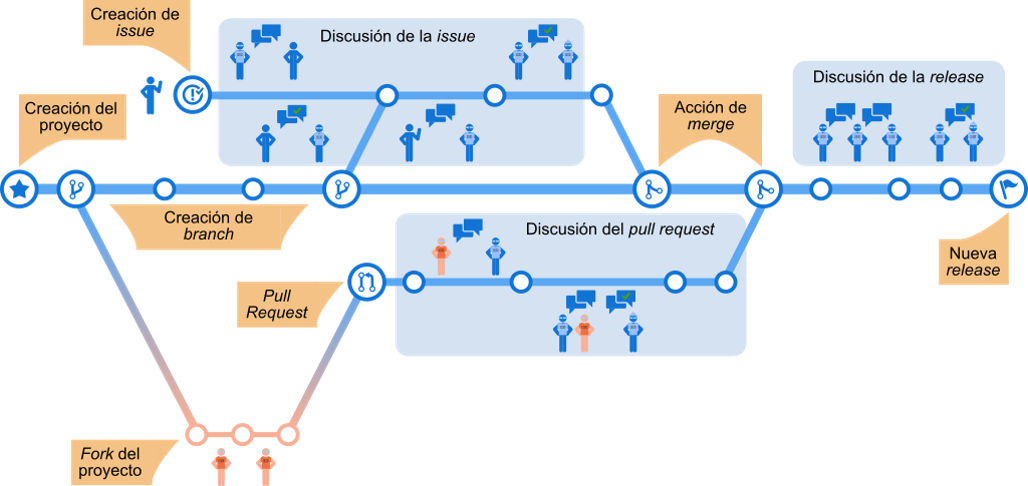 Creación de
issue
Discusión de la issue
Discusión de la release
Creación del
proyecto
Acción de
merge
Creación de
branch
Discusión del pull request
Nueva
release
Pull
Request
Fork del
proyecto